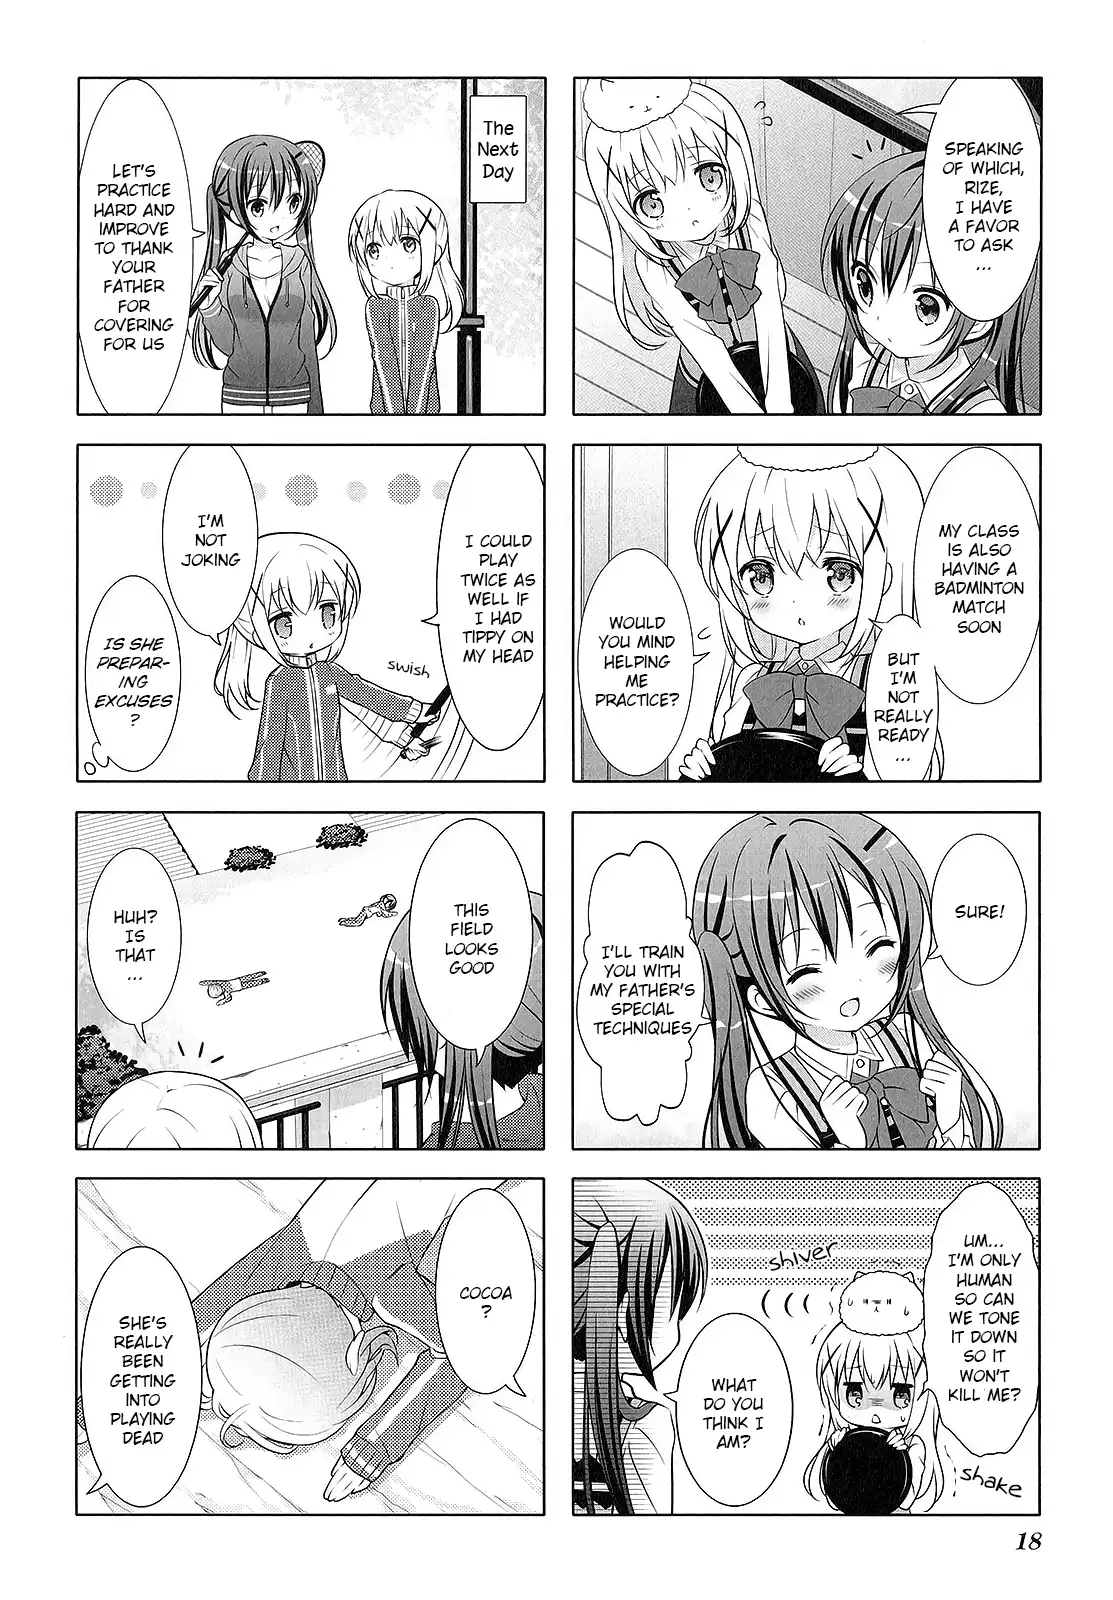 SPEAKING
OF WHICH,
RIZE,
I HAVE
A FAVOR
TO ASK
...
MY CLASS
IS ALSO
HAVING A
BADMINTON
MATCH
SOON
BUT
I'M
NOT
REALLY
READY
...
WOULD
YOU MIND
HELPING
ME
PRACTICE?
SURE!
I'LL TRAIN
YOU WITH
MY FATHER'S
SPECIAL
TECHNIQUES
UM...
I'M ONLY
HUMAN
SO CAN
WE TONE
IT DOWN
SO IT
WON'T
KILL ME?
shiver
shake
WHAT
DO YOU
THINK I
AM?
The
Next
Day
LET'S
PRACTICE
HARD AND
IMPROVE
TO THANK
YOUR
FATHER
FOR
COVERING
FOR US
I COULD
PLAY
TWICE AS
WELL IF
I HAD
TIPPY ON
MY HEAD
swish
I'M
NOT
JOKING
IS SHE
PREPAR-
ING
EXCUSES
?
THIS
FIELD
LOOKS
GOOD
HUH?
IS
THAT
...
COCOA
?
SHE'S
REALLY
BEEN
GETTING
INTO
PLAYING
DEAD
18